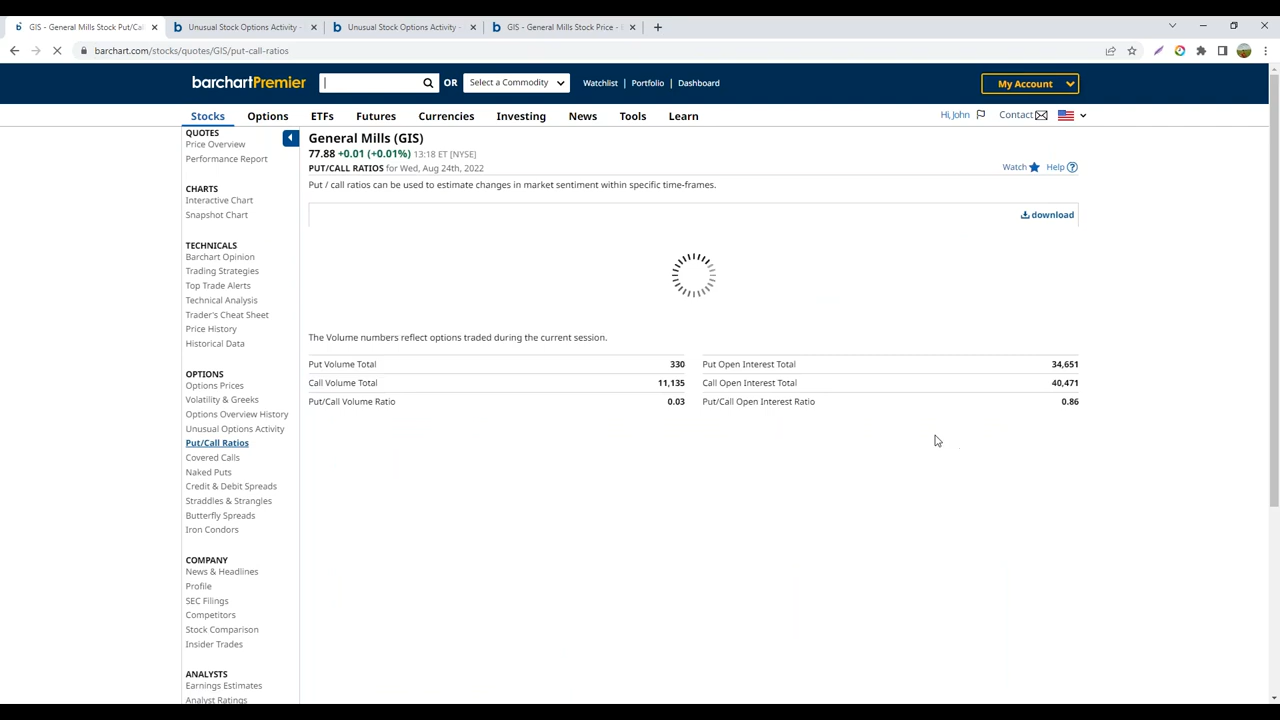 GIS - General Mills Stock Put/Ca
Unusual Stock Options Activity -
Unusual Stock Options Activity -
GIS - General Mills Stock Price -
barchart.com/stocks/quotes/GIS/put-call-ratios
barchartPremier
OR
Select a Commodity
Watchlist | Portfolio | Dashboard
My Account
Stocks Options ETFs Futures Currencies Investing News Tools Learn
Hi, John
Contact
QUOTES
Price Overview
Performance Report
CHARTS
Interactive Chart
Snapshot Chart
TECHNICALS
Barchart Opinion
Trading Strategies
Top Trade Alerts
Technical Analysis
Trader's Cheat Sheet
Price History
Historical Data
OPTIONS
Options Prices
Volatility & Greeks
Options Overview History
Unusual Options Activity
Put/Call Ratios
Covered Calls
Naked Puts
Credit & Debit Spreads
Straddles & Strangles
Butterfly Spreads
Iron Condors
COMPANY
News & Headlines
Profile
SEC Filings
Competitors
Stock Comparison
Insider Trades
ANALYSTS
Earnings Estimates
Analyst Ratings
General Mills (GIS)
77.88 +0.01 (+0.01%) 13:18 ET [NYSE]
PUT/CALL RATIOS for Wed, Aug 24th, 2022
Watch
Help ?
Put / call ratios can be used to estimate changes in market sentiment within specific time-frames.
download
The Volume numbers reflect options traded during the current session.
Put Volume Total 330
Call Volume Total 11,135
Put/Call Volume Ratio 0.03
Put Open Interest Total 34,651
Call Open Interest Total 40,471
Put/Call Open Interest Ratio 0.86